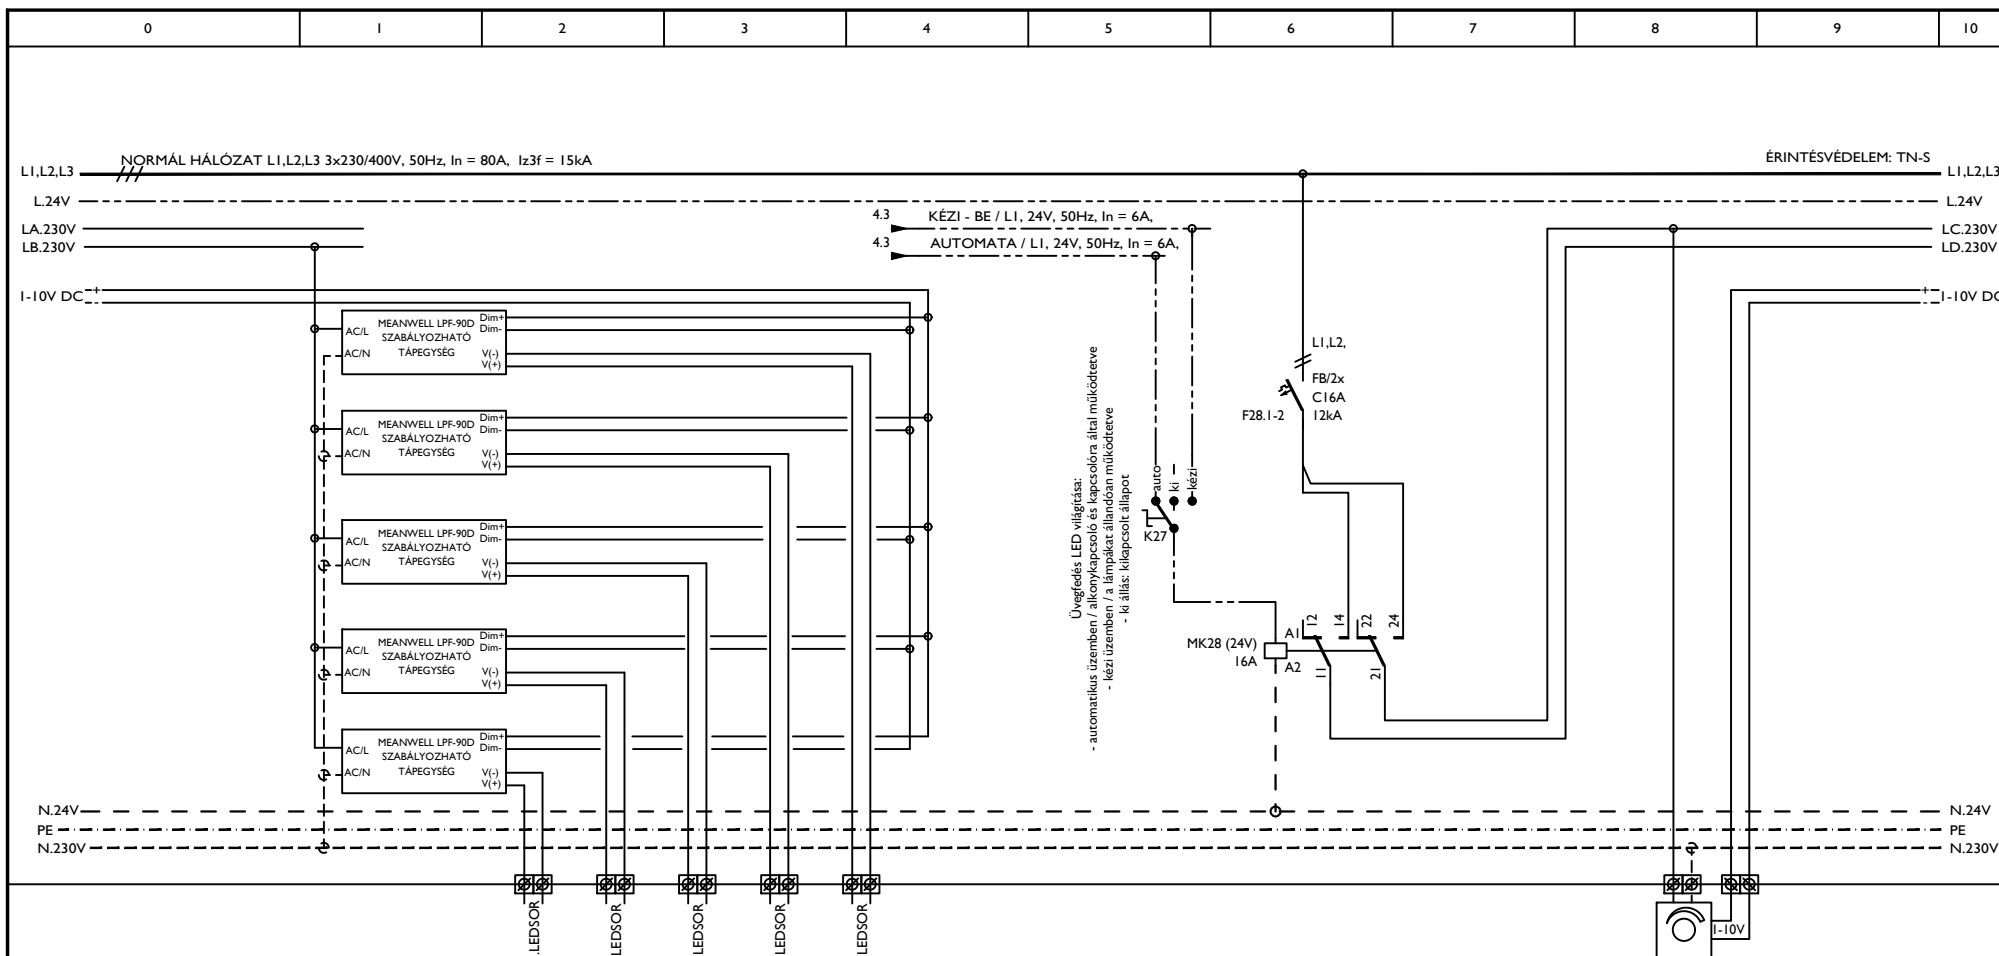 0 1 2 3 4 5 6 7 8 9 10
NORMÁL HÁLÓZAT L1,L2,L3 3x230/400V, 50Hz, In = 80A, Iz3f = 15kA
ÉRINTÉSVÉDELEM: TN-S
L1,L2,L3
L1,L2,L3
L.24V
L.24V
LA.230V
LB.230V
4.3 KÉZI - BE / L1, 24V, 50Hz, In = 6A,
4.3 AUTOMATA / L1, 24V, 50Hz, In = 6A,
LC.230V
LD.230V
1-10V DC
+
-
+
-
1-10V DC
AC/L
AC/N
MEANWELL LPF-90D
SZABÁLYOZHATÓ
TÁPEGYSÉG
Dim+
Dim-
V(-)
V(+)
AC/L
AC/N
MEANWELL LPF-90D
SZABÁLYOZHATÓ
TÁPEGYSÉG
Dim+
Dim-
V(-)
V(+)
AC/L
AC/N
MEANWELL LPF-90D
SZABÁLYOZHATÓ
TÁPEGYSÉG
Dim+
Dim-
V(-)
V(+)
AC/L
AC/N
MEANWELL LPF-90D
SZABÁLYOZHATÓ
TÁPEGYSÉG
Dim+
Dim-
V(-)
V(+)
AC/L
AC/N
MEANWELL LPF-90D
SZABÁLYOZHATÓ
TÁPEGYSÉG
Dim+
Dim-
V(-)
V(+)
Üvegfedés LED világítása:
- automatikus üzemben / alkonykapcsoló és kapcsolóra által működtetve
- kézi üzemben / a lámpákat állandóan működtetve
- ki állás: kikapcsolt állapot
auto
ki
kézi
K27
L1,L2,
FB/2x
C16A
12kA
F28.1-2
MK28 (24V)
16A
A1
A2
12
14
22
24
11
21
N.24V
PE
N.230V
N.24V
PE
N.230V
.LEDSOR
LEDSOR
LEDSOR
LEDSOR
LEDSOR
1-10V